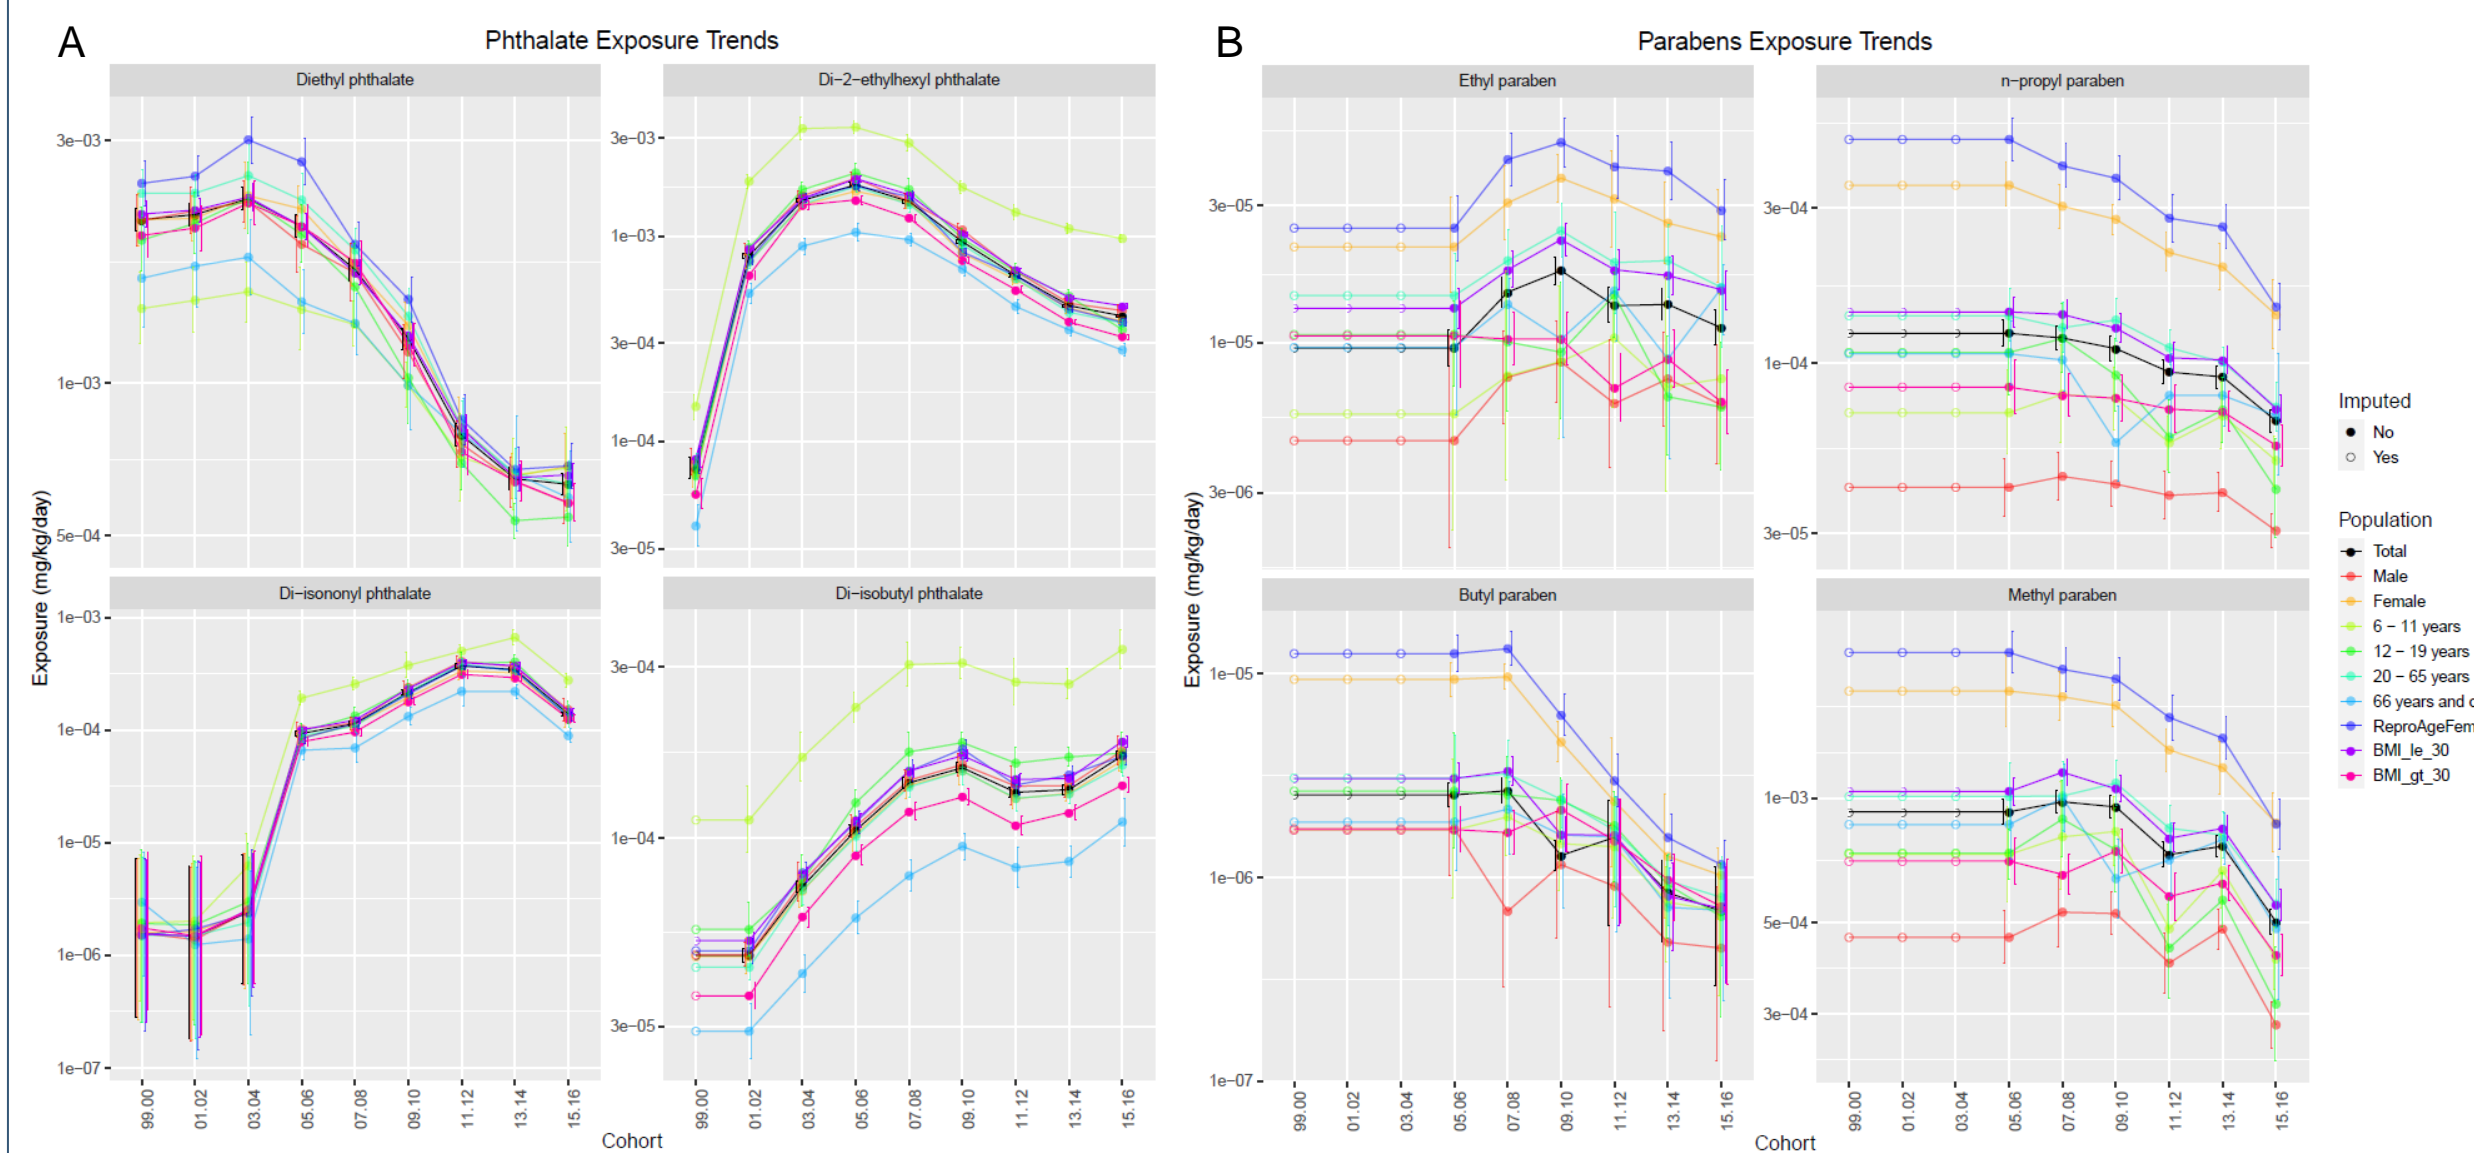 A
Phthalate Exposure Trends
Diethyl phthalate
Di−2−ethylhexyl phthalate
3e−03
1e−03
5e−04
3e−03
1e−03
3e−04
1e−04
3e−05
Di−isononyl phthalate
Di−isobutyl phthalate
1e−03
1e−04
1e−05
1e−06
1e−07
3e−04
1e−04
3e−05
Exposure (mg/kg/day)
99.00
01.02
03.04
05.06
07.08
09.10
11.12
13.14
15.16
99.00
01.02
03.04
05.06
07.08
09.10
11.12
13.14
15.16
Cohort
B
Parabens Exposure Trends
Ethyl paraben
n−propyl paraben
3e−05
1e−05
3e−06
3e−04
1e−04
3e−05
Butyl paraben
Methyl paraben
1e−05
1e−06
1e−07
1e−03
5e−04
3e−04
Exposure (mg/kg/day)
99.00
01.02
03.04
05.06
07.08
09.10
11.12
13.14
15.16
99.00
01.02
03.04
05.06
07.08
09.10
11.12
13.14
15.16
Cohort
Imputed
No
Yes
Population
Total
Male
Female
6 − 11 years
12 − 19 years
20 − 65 years
66 years and
ReproAgeFem
BMI_le_30
BMI_gt_30